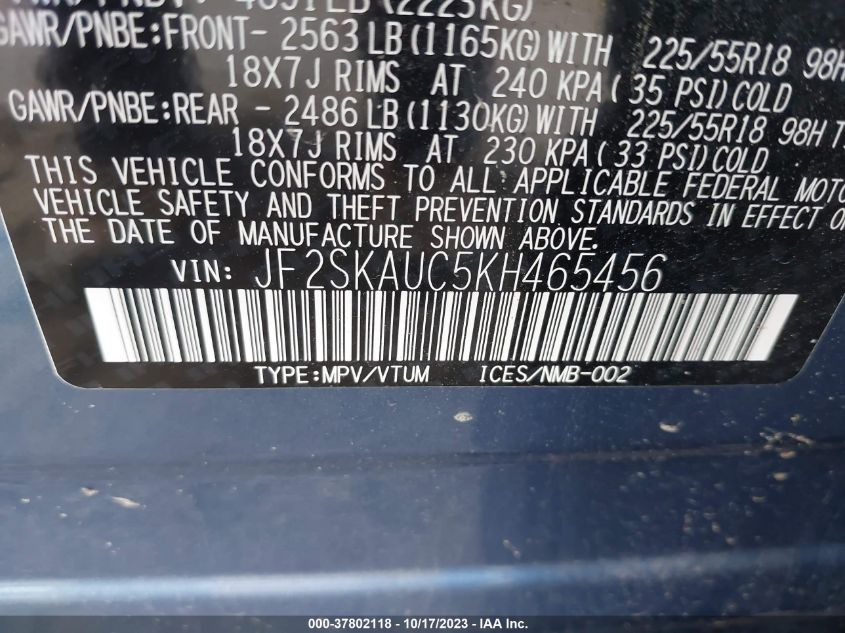 LB (2223KG)
GAWR/PNBE:FRONT- 2563 LB (1165KG) WITH 225/55R18 98H
18X7J RIMS AT 240 KPA ( 35 PSI) COLD
GAWR/PNBE:REAR - 2486 LB (1130KG) WITH 225/55R18 98H
18X7J RIMS AT 230 KPA ( 33 PSI) COLD
THIS VEHICLE CONFORMS TO ALL APPLICABLE FEDERAL MOTO
VEHICLE SAFETY AND THEFT PREVENTION STANDARDS IN EFFECT
THE DATE OF MANUFACTURE SHOWN ABOVE.
VIN: JF2SKAUC5KH465456
TYPE:MPV/VTUM ICES/NMB-002
000-37802118 - 10/17/2023 - IAA Inc.